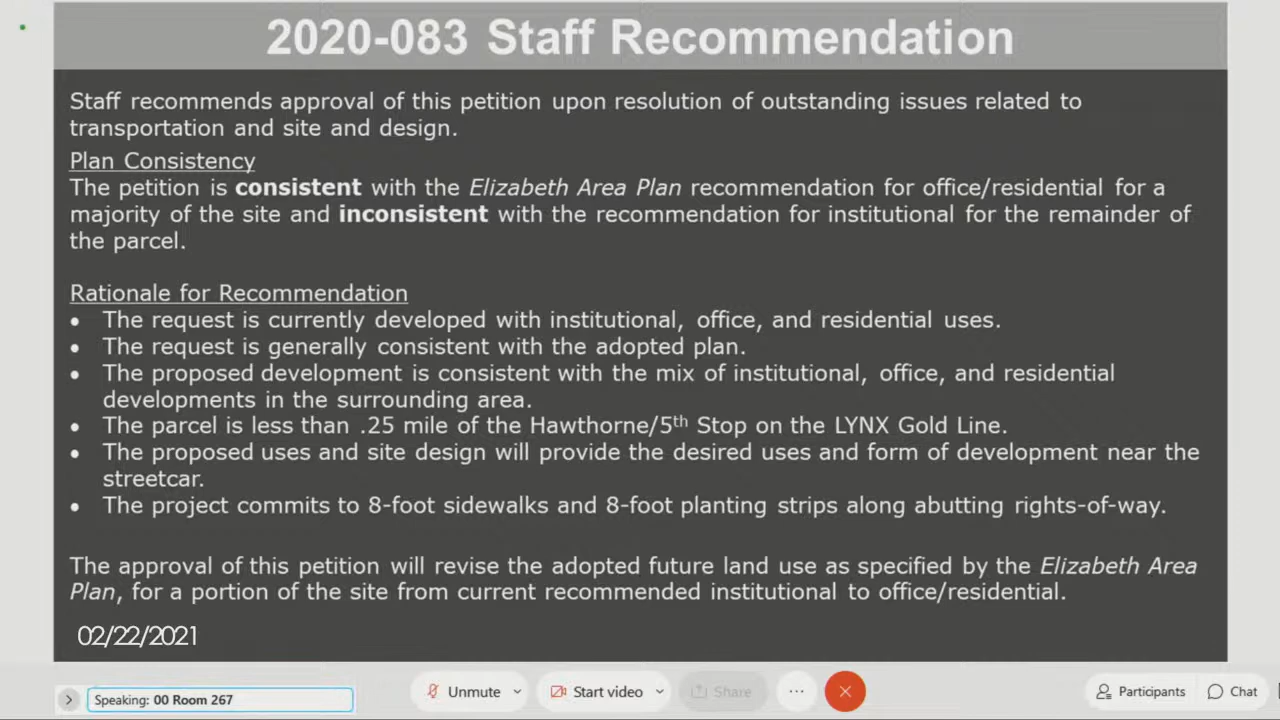 2020-083 Staff Recommendation
Staff recommends approval of this petition upon resolution of outstanding issues related to
transportation and site and design.
Plan Consistency
The petition is consistent with the Elizabeth Area Plan recommendation for office/residential for a
majority of the site and inconsistent with the recommendation for institutional for the remainder of
the parcel.
Rationale for Recommendation
• The request is currently developed with institutional, office, and residential uses.
• The request is generally consistent with the adopted plan.
• The proposed development is consistent with the mix of institutional, office, and residential
developments in the surrounding area.
• The parcel is less than .25 mile of the Hawthorne/5th Stop on the LYNX Gold Line.
• The proposed uses and site design will provide the desired uses and form of development near the
streetcar.
• The project commits to 8-foot sidewalks and 8-foot planting strips along abutting rights-of-way.
The approval of this petition will revise the adopted future land use as specified by the Elizabeth Area
Plan, for a portion of the site from current recommended institutional to office/residential.
02/22/2021
Speaking: 00 Room 267
Unmute
Start video
Share
Participants
Chat